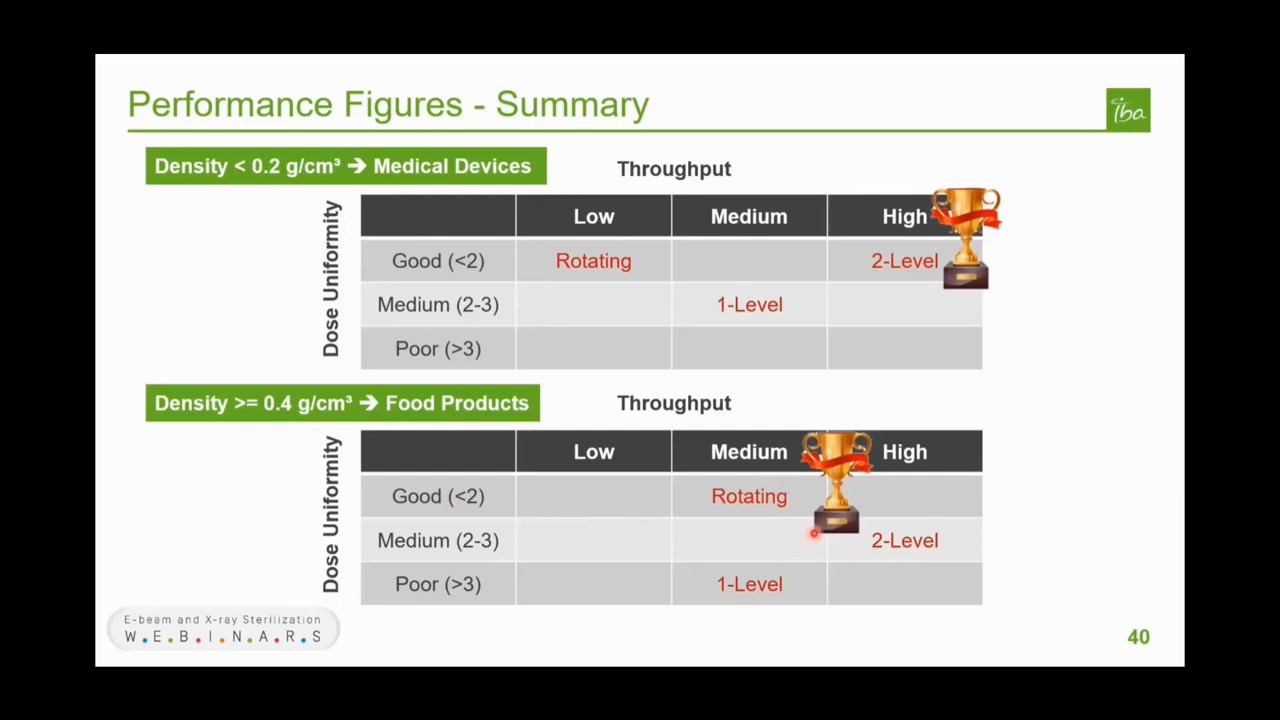 Performance Figures - Summary
iba
Density < 0.2 g/cm³ ➔ Medical Devices
Throughput
Dose Uniformity
Low Medium High
Good (<2) Rotating 2-Level
Medium (2-3) 1-Level
Poor (>3)
Density >= 0.4 g/cm³ ➔ Food Products
Throughput
Dose Uniformity
Low Medium High
Good (<2) Rotating
Medium (2-3) 2-Level
Poor (>3) 1-Level
E-beam and X-ray Sterilization
W.E.B.I.N.A.R.S
40